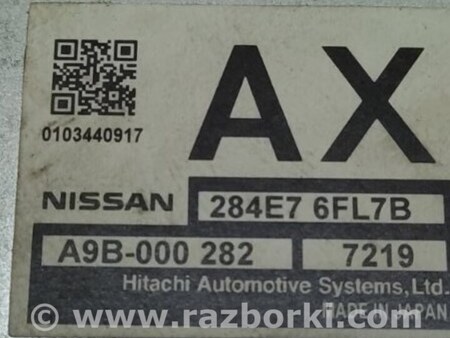 AX
0103440917
NISSAN 284E7 6FL7B
A9B-000 282 7219
Hitachi Automotive Systems, Ltd.
MADE IN JAPAN
© www.razborki.com